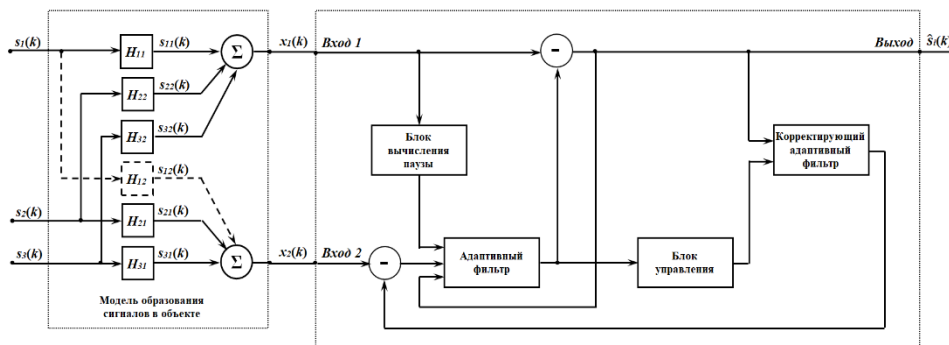 s₁(k)
H₁₁
s₁₁(k)
Σ
x₁(k)
Вход 1
-
Выход
ŝ₁(k)
H₂₂
s₂₂(k)
H₃₂
s₃₂(k)
Блок
вычисления
паузы
Корректирующий
адаптивный
фильтр
H₁₂
s₁₂(k)
s₂(k)
H₂₁
s₂₁(k)
s₃(k)
H₃₁
s₃₁(k)
Σ
x₂(k)
Вход 2
-
Адаптивный
фильтр
Блок
управления
Модель образования
сигналов в объекте